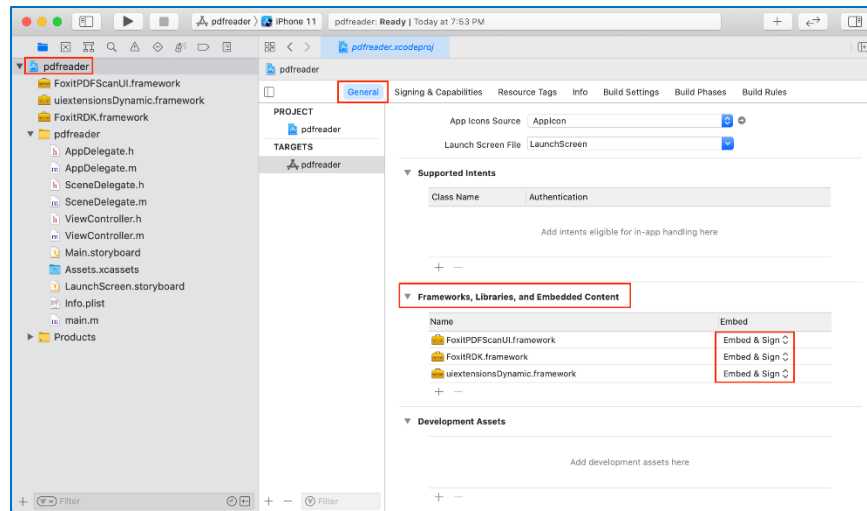 pdfreader
iPhone 11
pdfreader: Ready | Today at 7:53 PM
pdfreader
FoxitPDFScanUI.framework
uiextensionsDynamic.framework
FoxitRDK.framework
pdfreader
AppDelegate.h
AppDelegate.m
SceneDelegate.h
SceneDelegate.m
ViewController.h
ViewController.m
Main.storyboard
Assets.xcassets
LaunchScreen.storyboard
Info.plist
main.m
Products
Filter
pdfreader.xcodeproj
pdfreader
General Signing & Capabilities Resource Tags Info Build Settings Build Phases Build Rules
PROJECT
pdfreader
TARGETS
pdfreader
Filter
App Icons Source AppIcon
Launch Screen File LaunchScreen
Supported Intents
Class Name Authentication
Add intents eligible for in-app handling here
Frameworks, Libraries, and Embedded Content
Name Embed
FoxitPDFScanUI.framework Embed & Sign
FoxitRDK.framework Embed & Sign
uiextensionsDynamic.framework Embed & Sign
Development Assets
Add development assets here